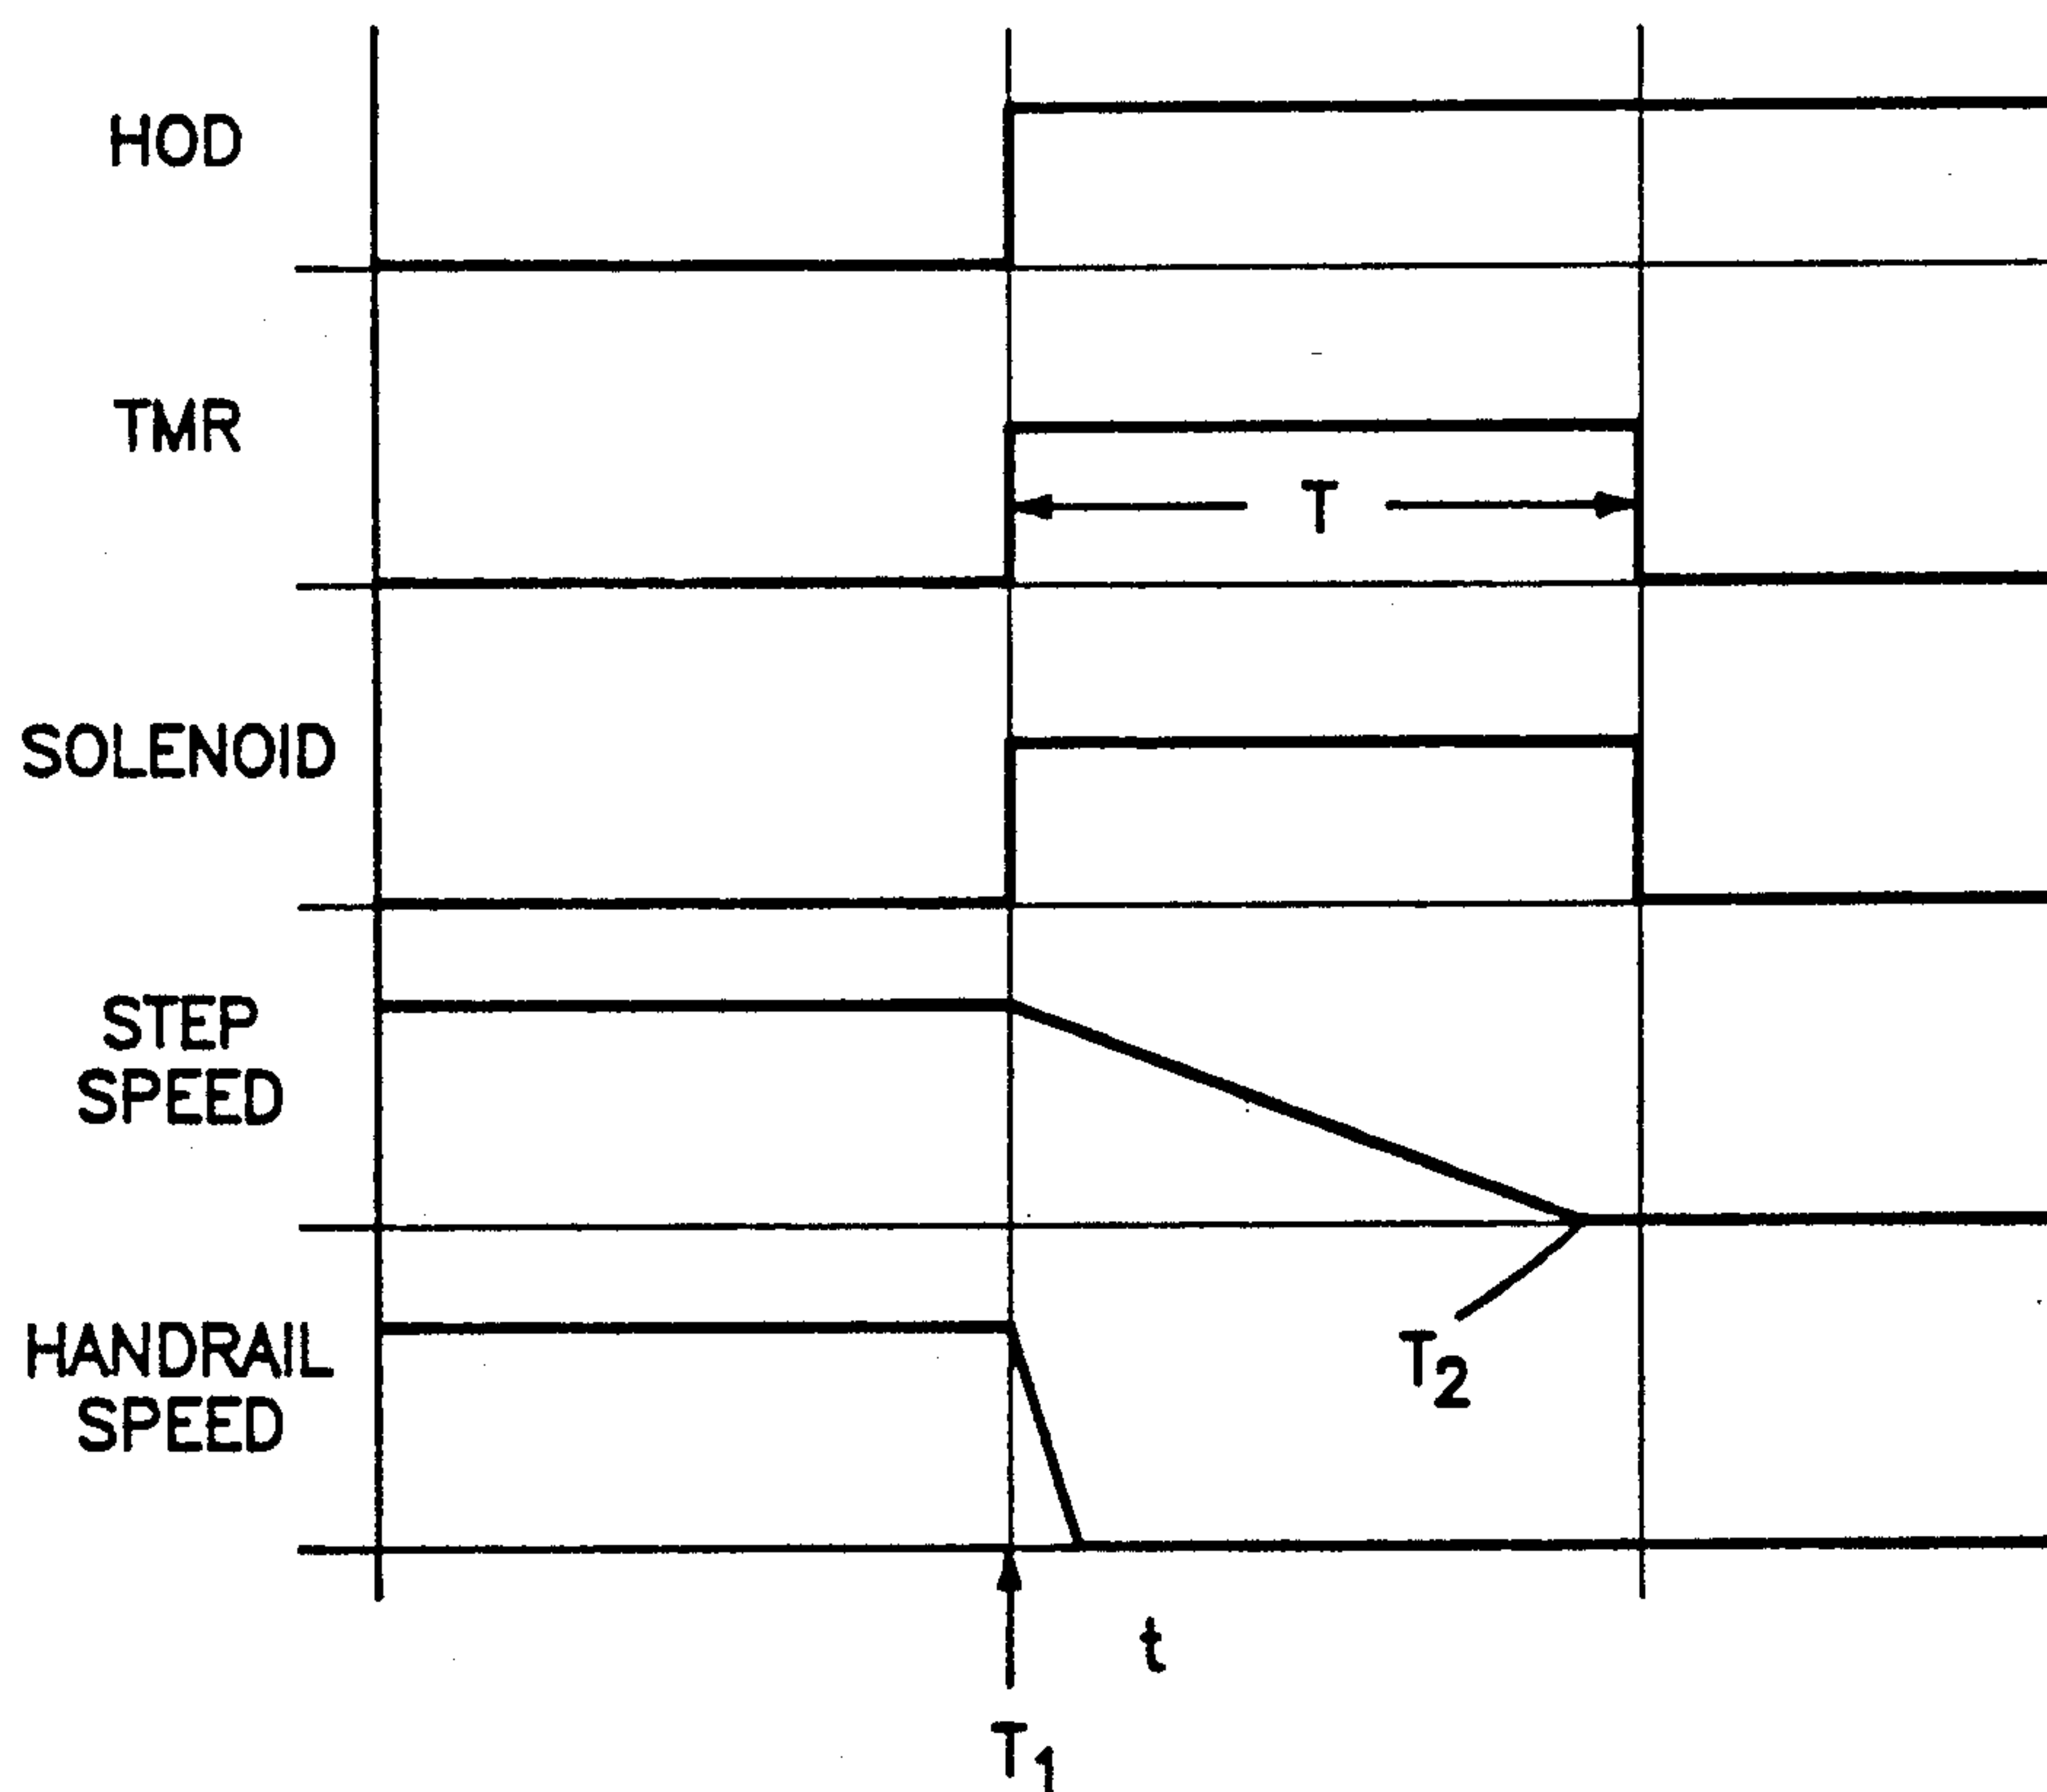 HOD
TMR
T
SOLENOID
STEP
SPEED
T2
HANDRAIL
SPEED
t
T1